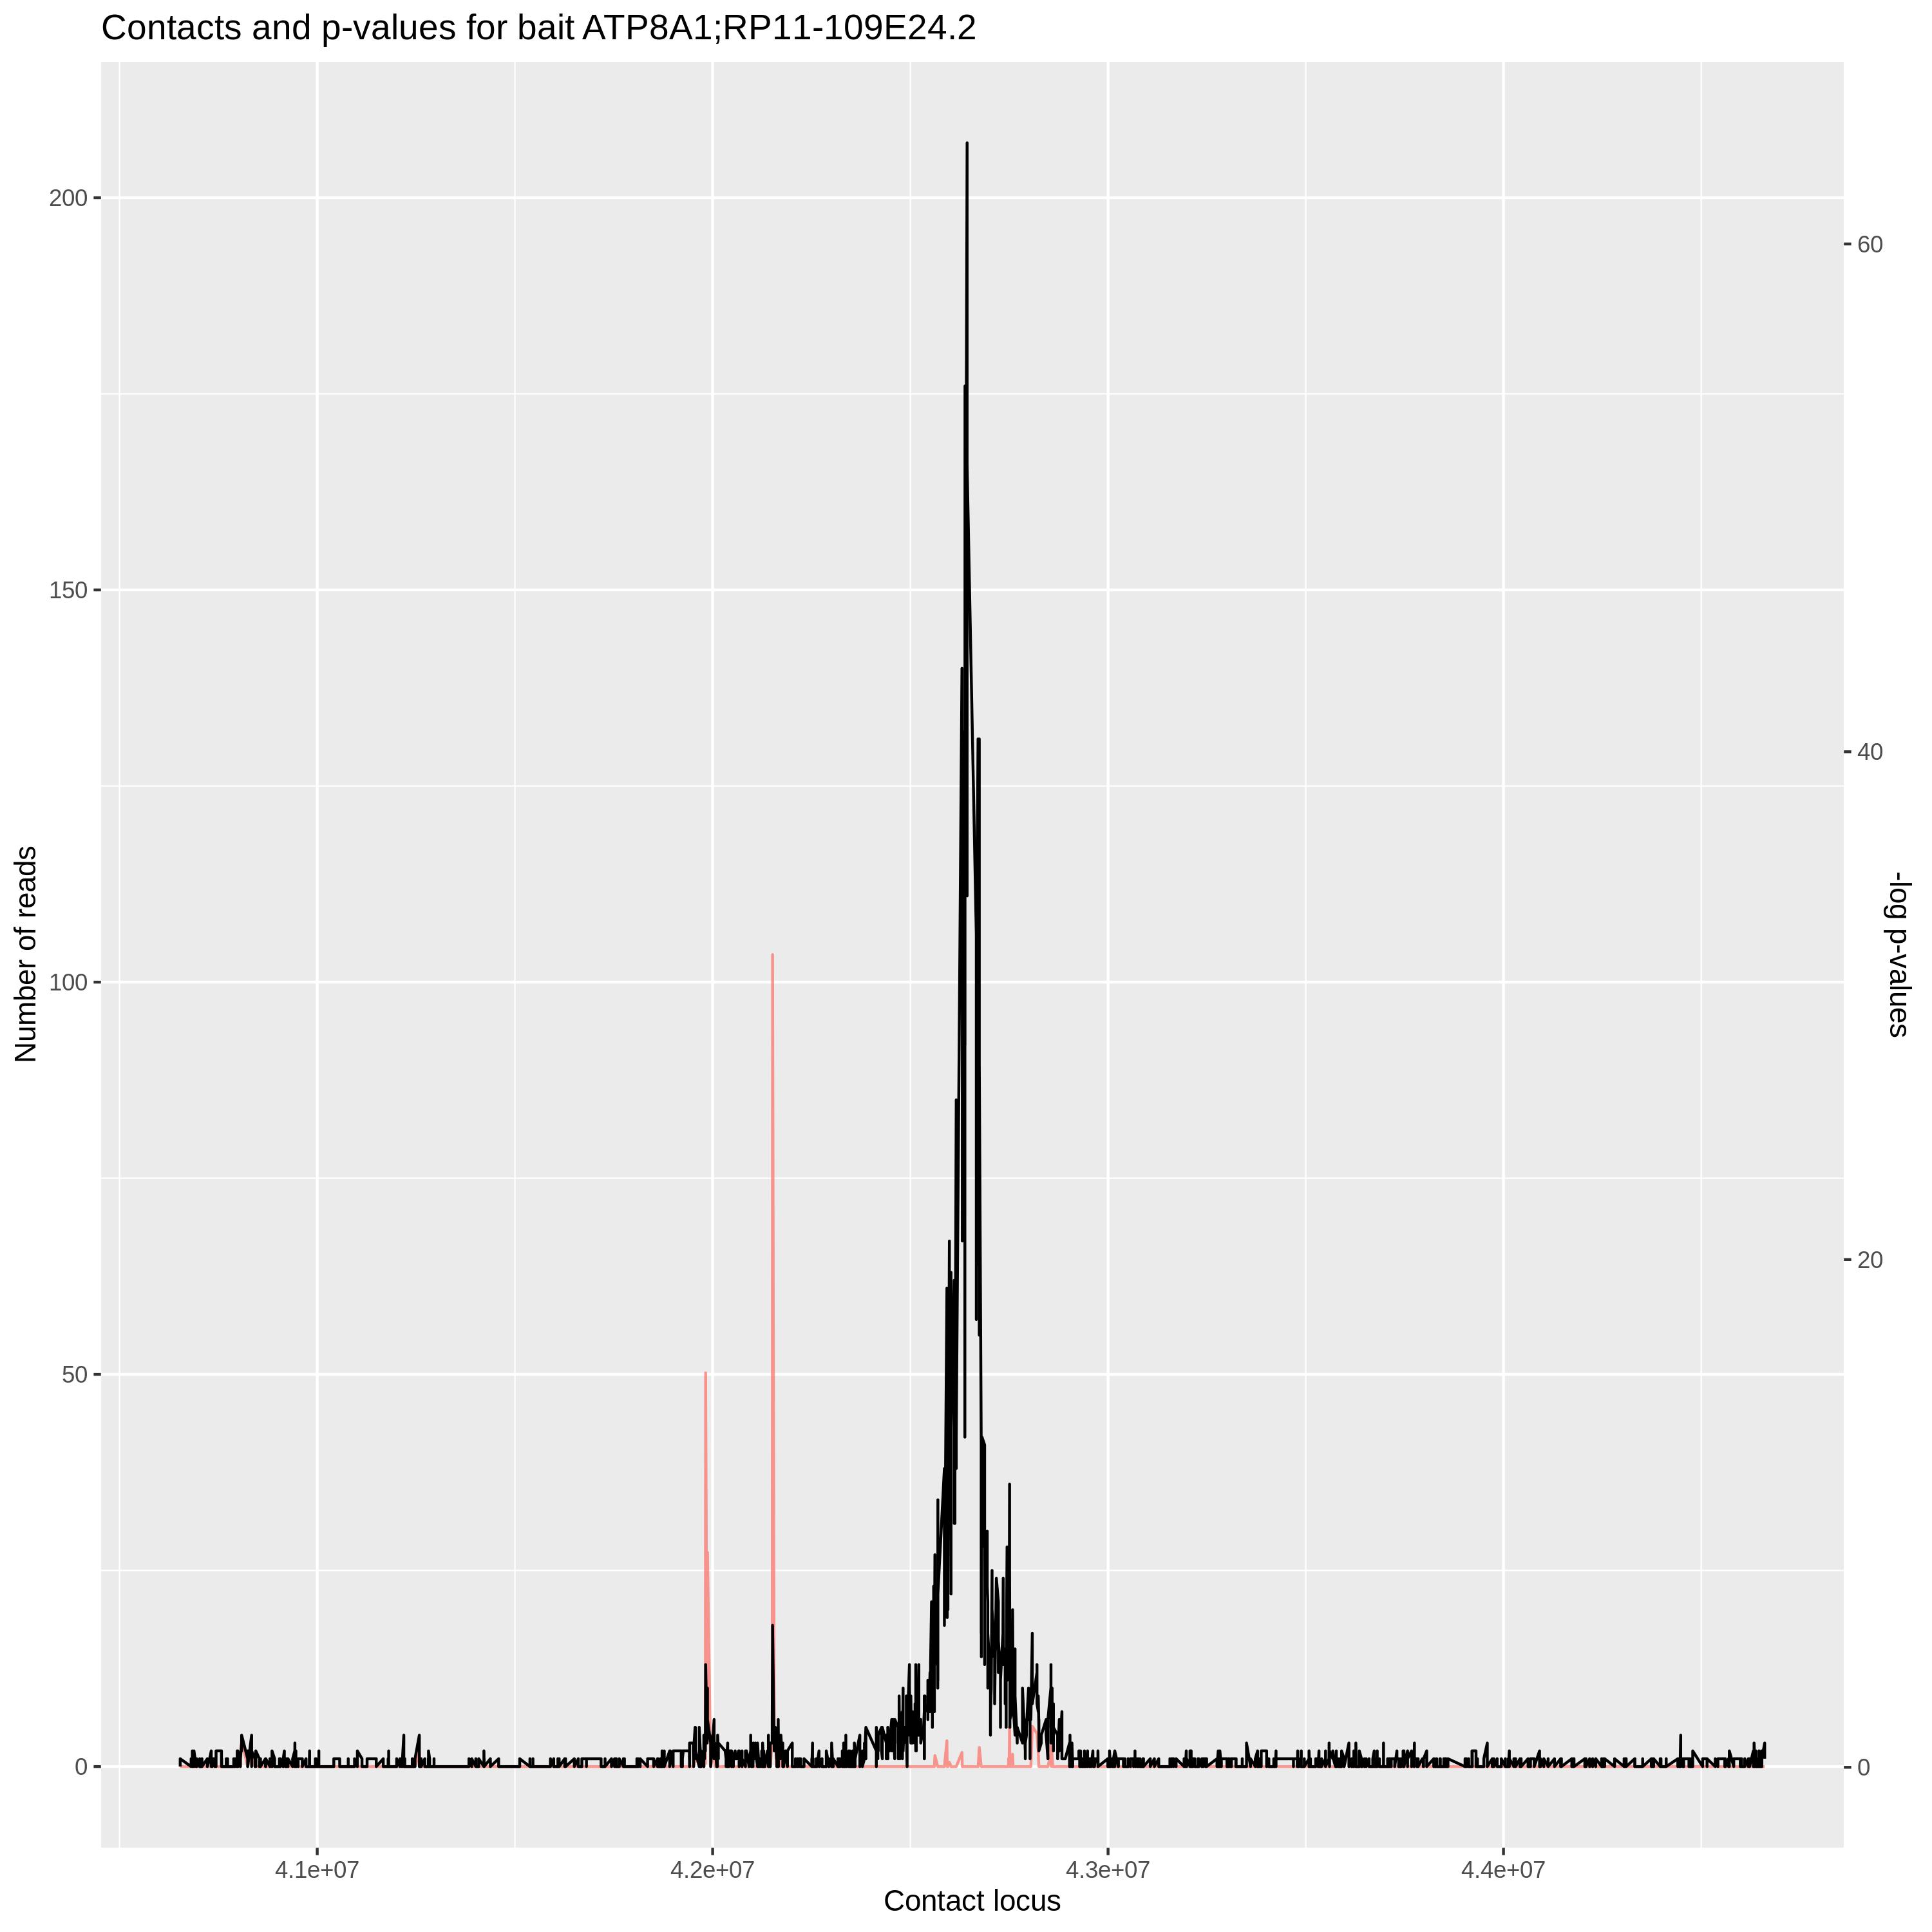 Contacts and p-values for bait ATP8A1;RP11-109E24.2
200
150
100
50
0
Number of reads
60
40
20
0
-log p-values
4.1e+07
4.2e+07
4.3e+07
4.4e+07
Contact locus